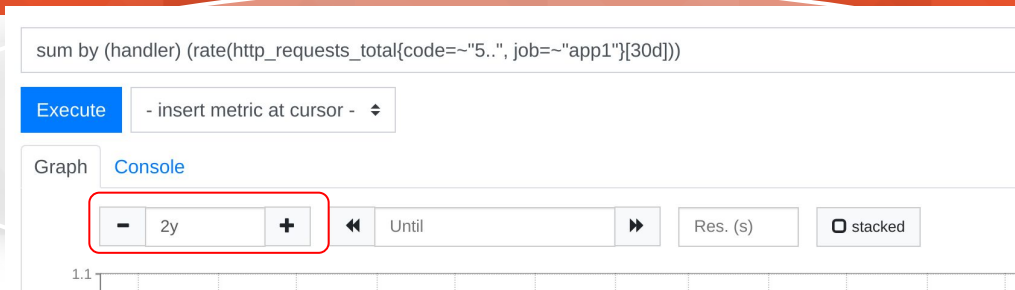 sum by (handler) (rate(http_requests_total{code=~"5..", job=~"app1"}[30d]))
Execute - insert metric at cursor -
Graph Console
2y Until Res. (s) stacked
1.1